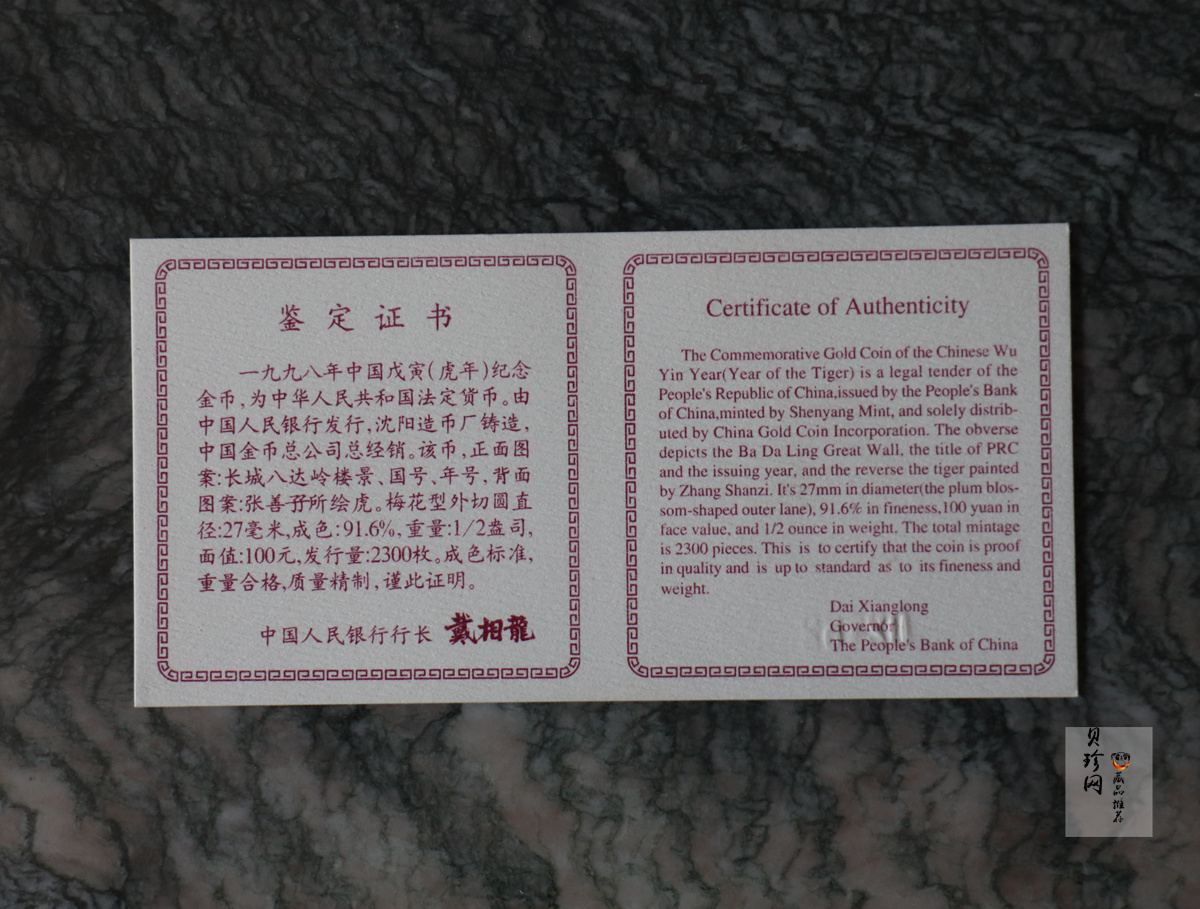 鉴定证书
一九九八年中国戊寅(虎年)纪念
金币,为中华人民共和国法定货币。由
中国人民银行发行,沈阳造币厂铸造,
中国金币总公司总经销。该币,正面图
案:长城八达岭楼景、国号、年号,背面
图案:张善孖所绘虎。梅花型外切圆直
径:27毫米,成色:91.6%,重量:1/2盎司,
面值:100元,发行量:2300枚。成色标准,
重量合格,质量精制,谨此证明。
中国人民银行行长 戴相龍
Certificate of Authenticity
The Commemorative Gold Coin of the Chinese Wu
Yin Year(Year of the Tiger) is a legal tender of the
People's Republic of China,issued by the People's Bank
of China,minted by Shenyang Mint, and solely distrib-
uted by China Gold Coin Incorporation. The obverse
depicts the Ba Da Ling Great Wall, the title of PRC
and the issuing year, and the reverse the tiger painted
by Zhang Shanzi. It's 27mm in diameter(the plum blos-
som-shaped outer lane), 91.6% in fineness,100 yuan in
face value, and 1/2 ounce in weight. The total mintage
is 2300 pieces. This is to certify that the coin is proof
in quality and is up to standard as to its fineness and
weight.
Dai Xianglong
Governor
The People's Bank of China
贝珍网
藏品推荐